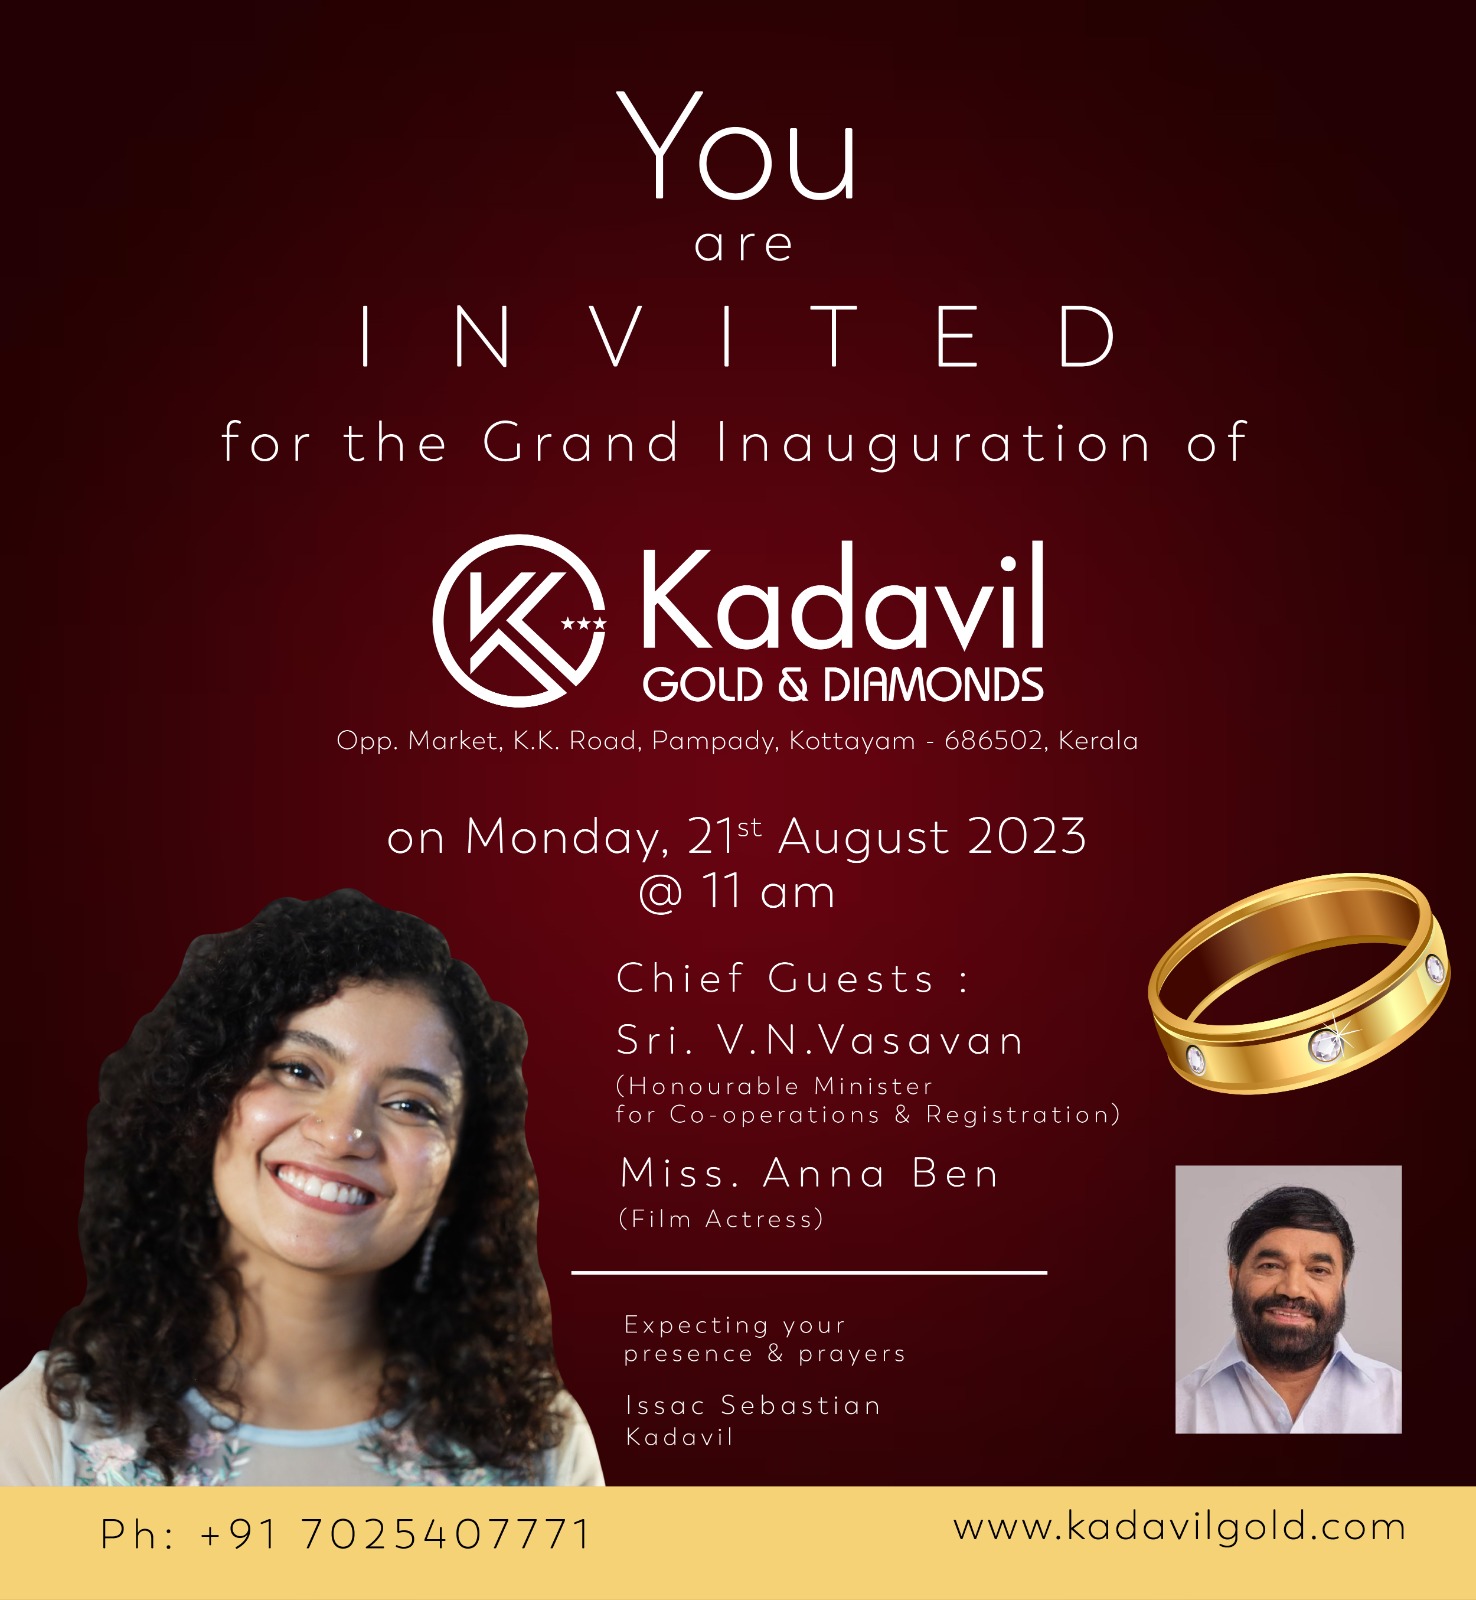 You
are
INVITED
for the Grand Inauguration of
Kadavil
GOLD & DIAMONDS
Opp. Market, K.K. Road, Pampady, Kottayam - 686502, Kerala
on Monday, 21st August 2023
@ 11 am
Chief Guests :
Sri. V.N.Vasavan
(Honourable Minister
for Co-operations & Registration)
Miss. Anna Ben
(Film Actress)
Expecting your
presence & prayers
Issac Sebastian
Kadavil
Ph: +91 7025407771
www.kadavilgold.com